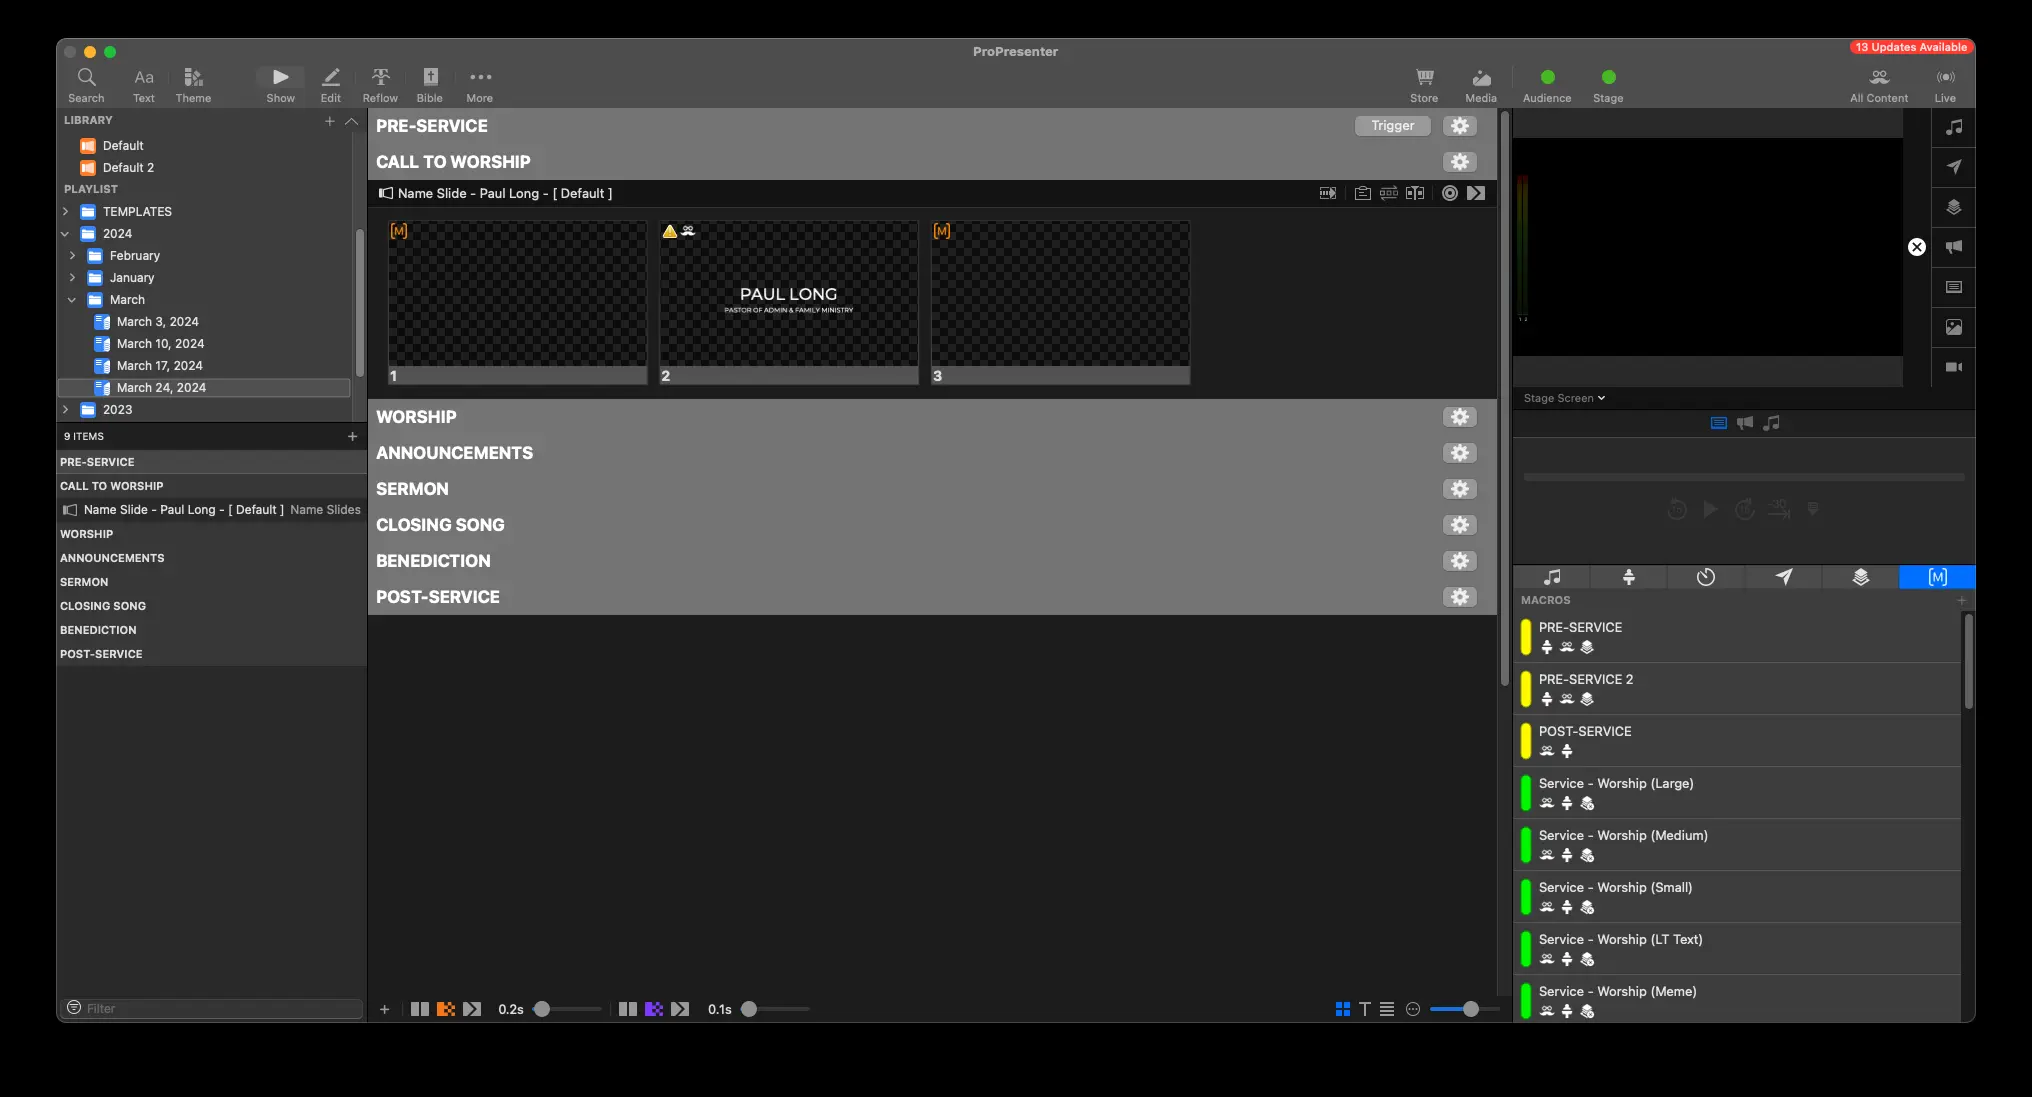 ProPresenter
13 Updates Available
Search
Aa
Text
Theme
Show
Edit
Reflow
Bible
More
Store
Media
Audience
Stage
All Content
Live
LIBRARY
Default
Default 2
PLAYLIST
TEMPLATES
2024
February
January
March
March 3, 2024
March 10, 2024
March 17, 2024
March 24, 2024
2023
9 ITEMS
PRE-SERVICE
CALL TO WORSHIP
Name Slide - Paul Long - [ Default ] Name Slides
WORSHIP
ANNOUNCEMENTS
SERMON
CLOSING SONG
BENEDICTION
POST-SERVICE
Filter
PRE-SERVICE
Trigger
CALL TO WORSHIP
Name Slide - Paul Long - [ Default ]
[M]
[M]
PAUL LONG
PASTOR OF ADMIN & FAMILY MINISTRY
1
2
3
WORSHIP
ANNOUNCEMENTS
SERMON
CLOSING SONG
BENEDICTION
POST-SERVICE
0.2s
0.1s
T
1 2
Stage Screen
[M]
MACROS
PRE-SERVICE
PRE-SERVICE 2
POST-SERVICE
Service - Worship (Large)
Service - Worship (Medium)
Service - Worship (Small)
Service - Worship (LT Text)
Service - Worship (Meme)